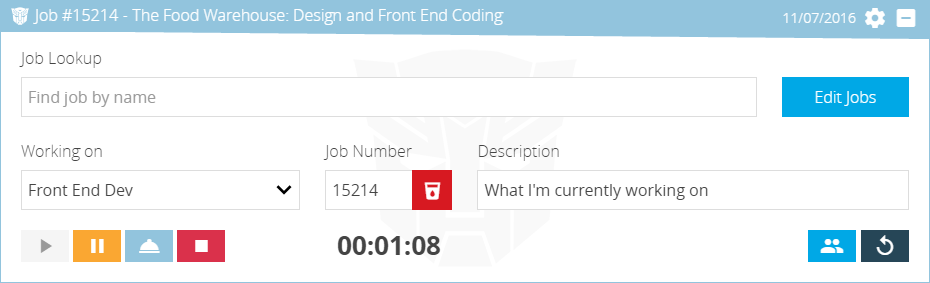 Job #15214 - The Food Warehouse: Design and Front End Coding
11/07/2016
Job Lookup
Find job by name
Edit Jobs
Working on
Job Number
Description
Front End Dev
15214
What I'm currently working on
00:01:08